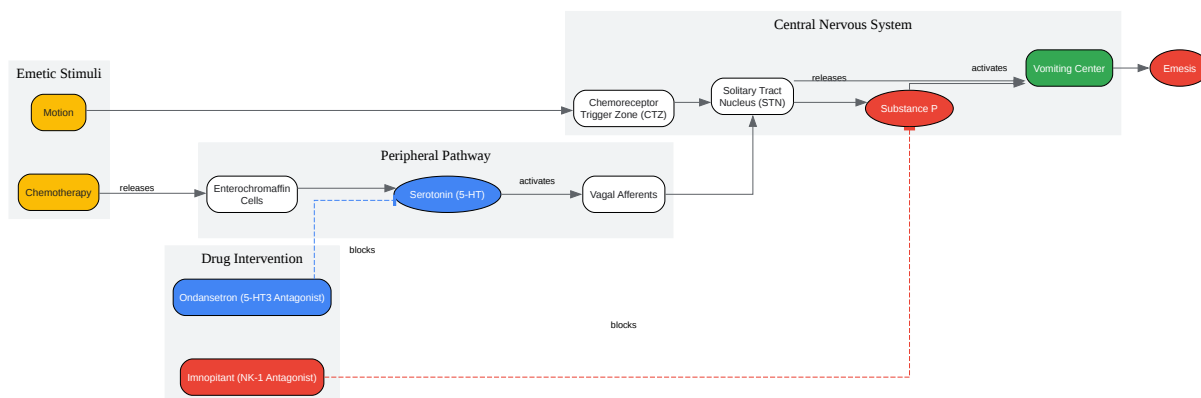 Central Nervous System
Emetic Stimuli
Motion
Chemotherapy
releases
Chemoreceptor
Trigger Zone (CTZ)
Solitary Tract
Nucleus (STN)
releases
activates
Substance P
Vomiting Center
Emesis
Peripheral Pathway
Enterochromaffin
Cells
Serotonin (5-HT)
activates
Vagal Afferents
blocks
Drug Intervention
Ondansetron (5-HT3 Antagonist)
blocks
Imnopitant (NK-1 Antagonist)